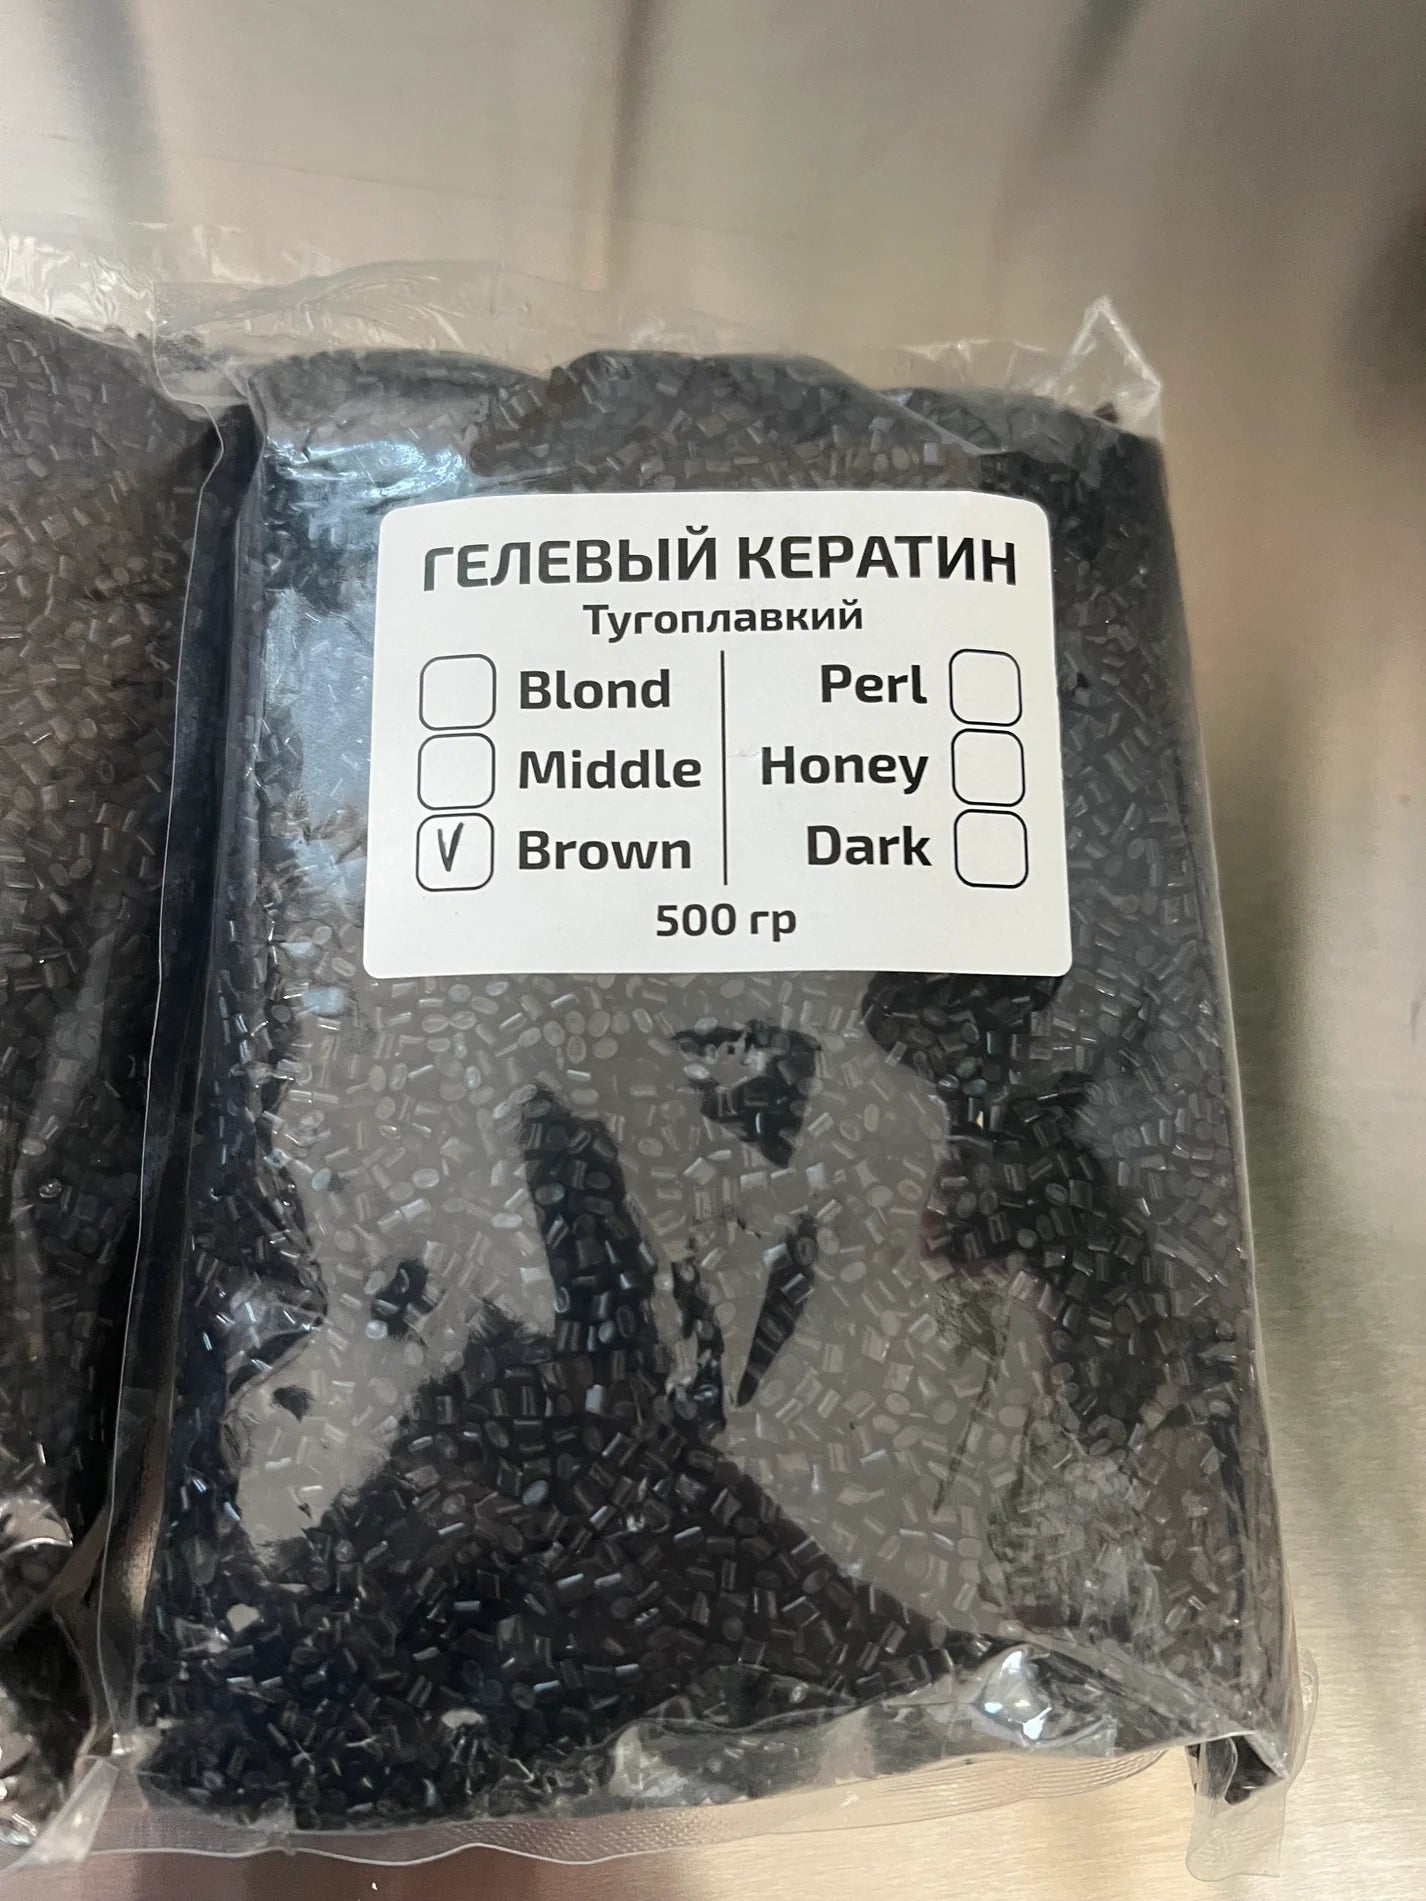 ГЕЛЕВЫЙ КЕРАТИН
Тугоплавкий
Blond
Perl
Middle
Honey
V Brown
Dark
500 гр